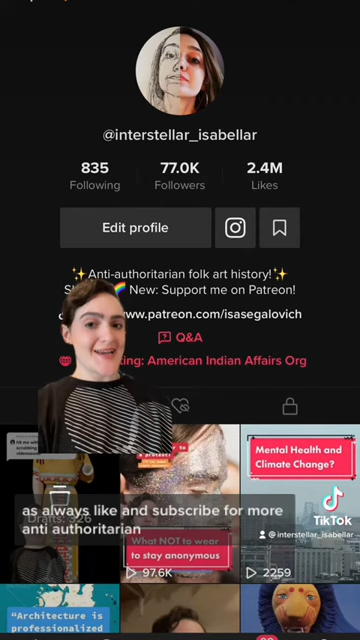 @interstellar_isabellar
835
77.0K
2.4M
Following
Followers
Likes
Edit profile
✨Anti-authoritarian folk art history!✨
🌈 New: Support me on Patreon!
www.patreon.com/isasegalovich
Q&A
ing: American Indian Affairs Org
Mental Health and
Climate Change?
TikTok
@interstellar_isabellar
as always like and subscribe for more
anti authoritarian
Drafts: 326
What NOT to wear
to stay anonymous
97.6K
2259
"Architecture is
professionalized